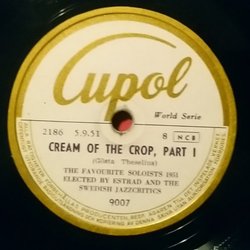 Cupol
World Serie
2186 5.9.51 8 NCB
CREAM OF THE CROP, PART I
(Gösta Theselius)
THE FAVOURITE SOLOISTS 1951
ELECTED BY ESTRAD AND THE
SWEDISH JAZZCRITICS
9007